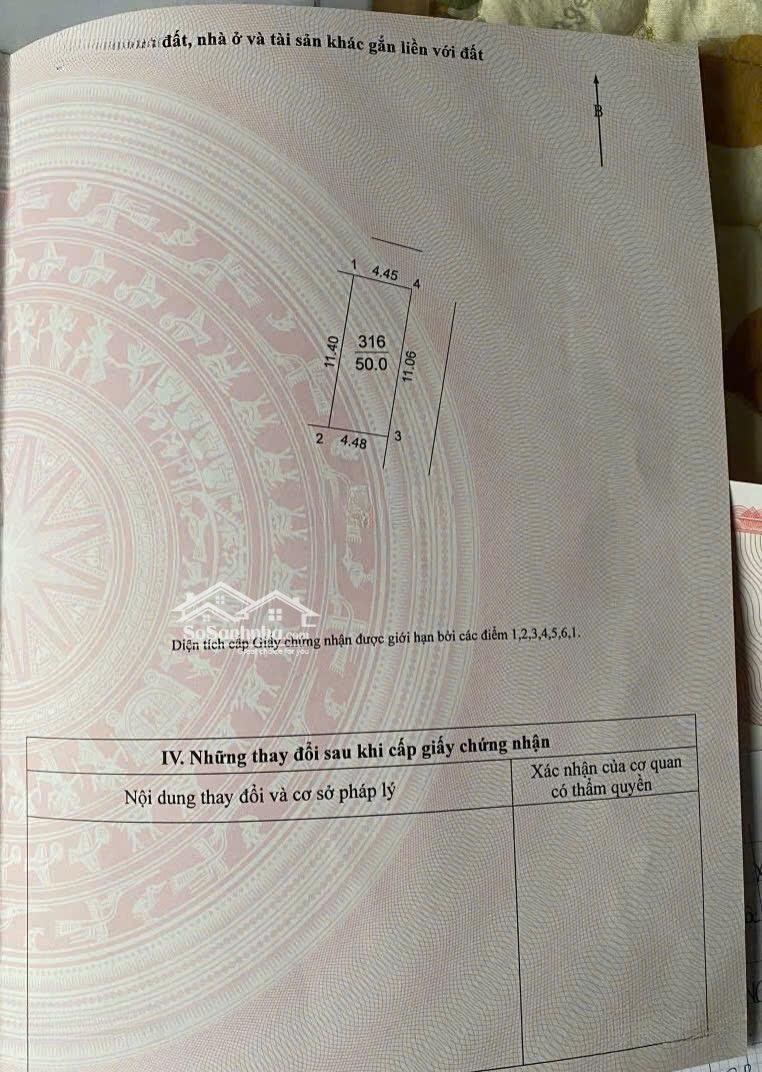 đất, nhà ở và tài sản khác gắn liền với đất
B
1 4.45 4
11.40
316
50.0
11.06
2 4.48 3
SoSanhnha.com
Diện tích cấp Giấy chứng nhận được giới hạn bởi các điểm 1,2,3,4,5,6,1.
IV. Những thay đổi sau khi cấp giấy chứng nhận
Nội dung thay đổi và cơ sở pháp lý
Xác nhận của cơ quan
có thẩm quyền